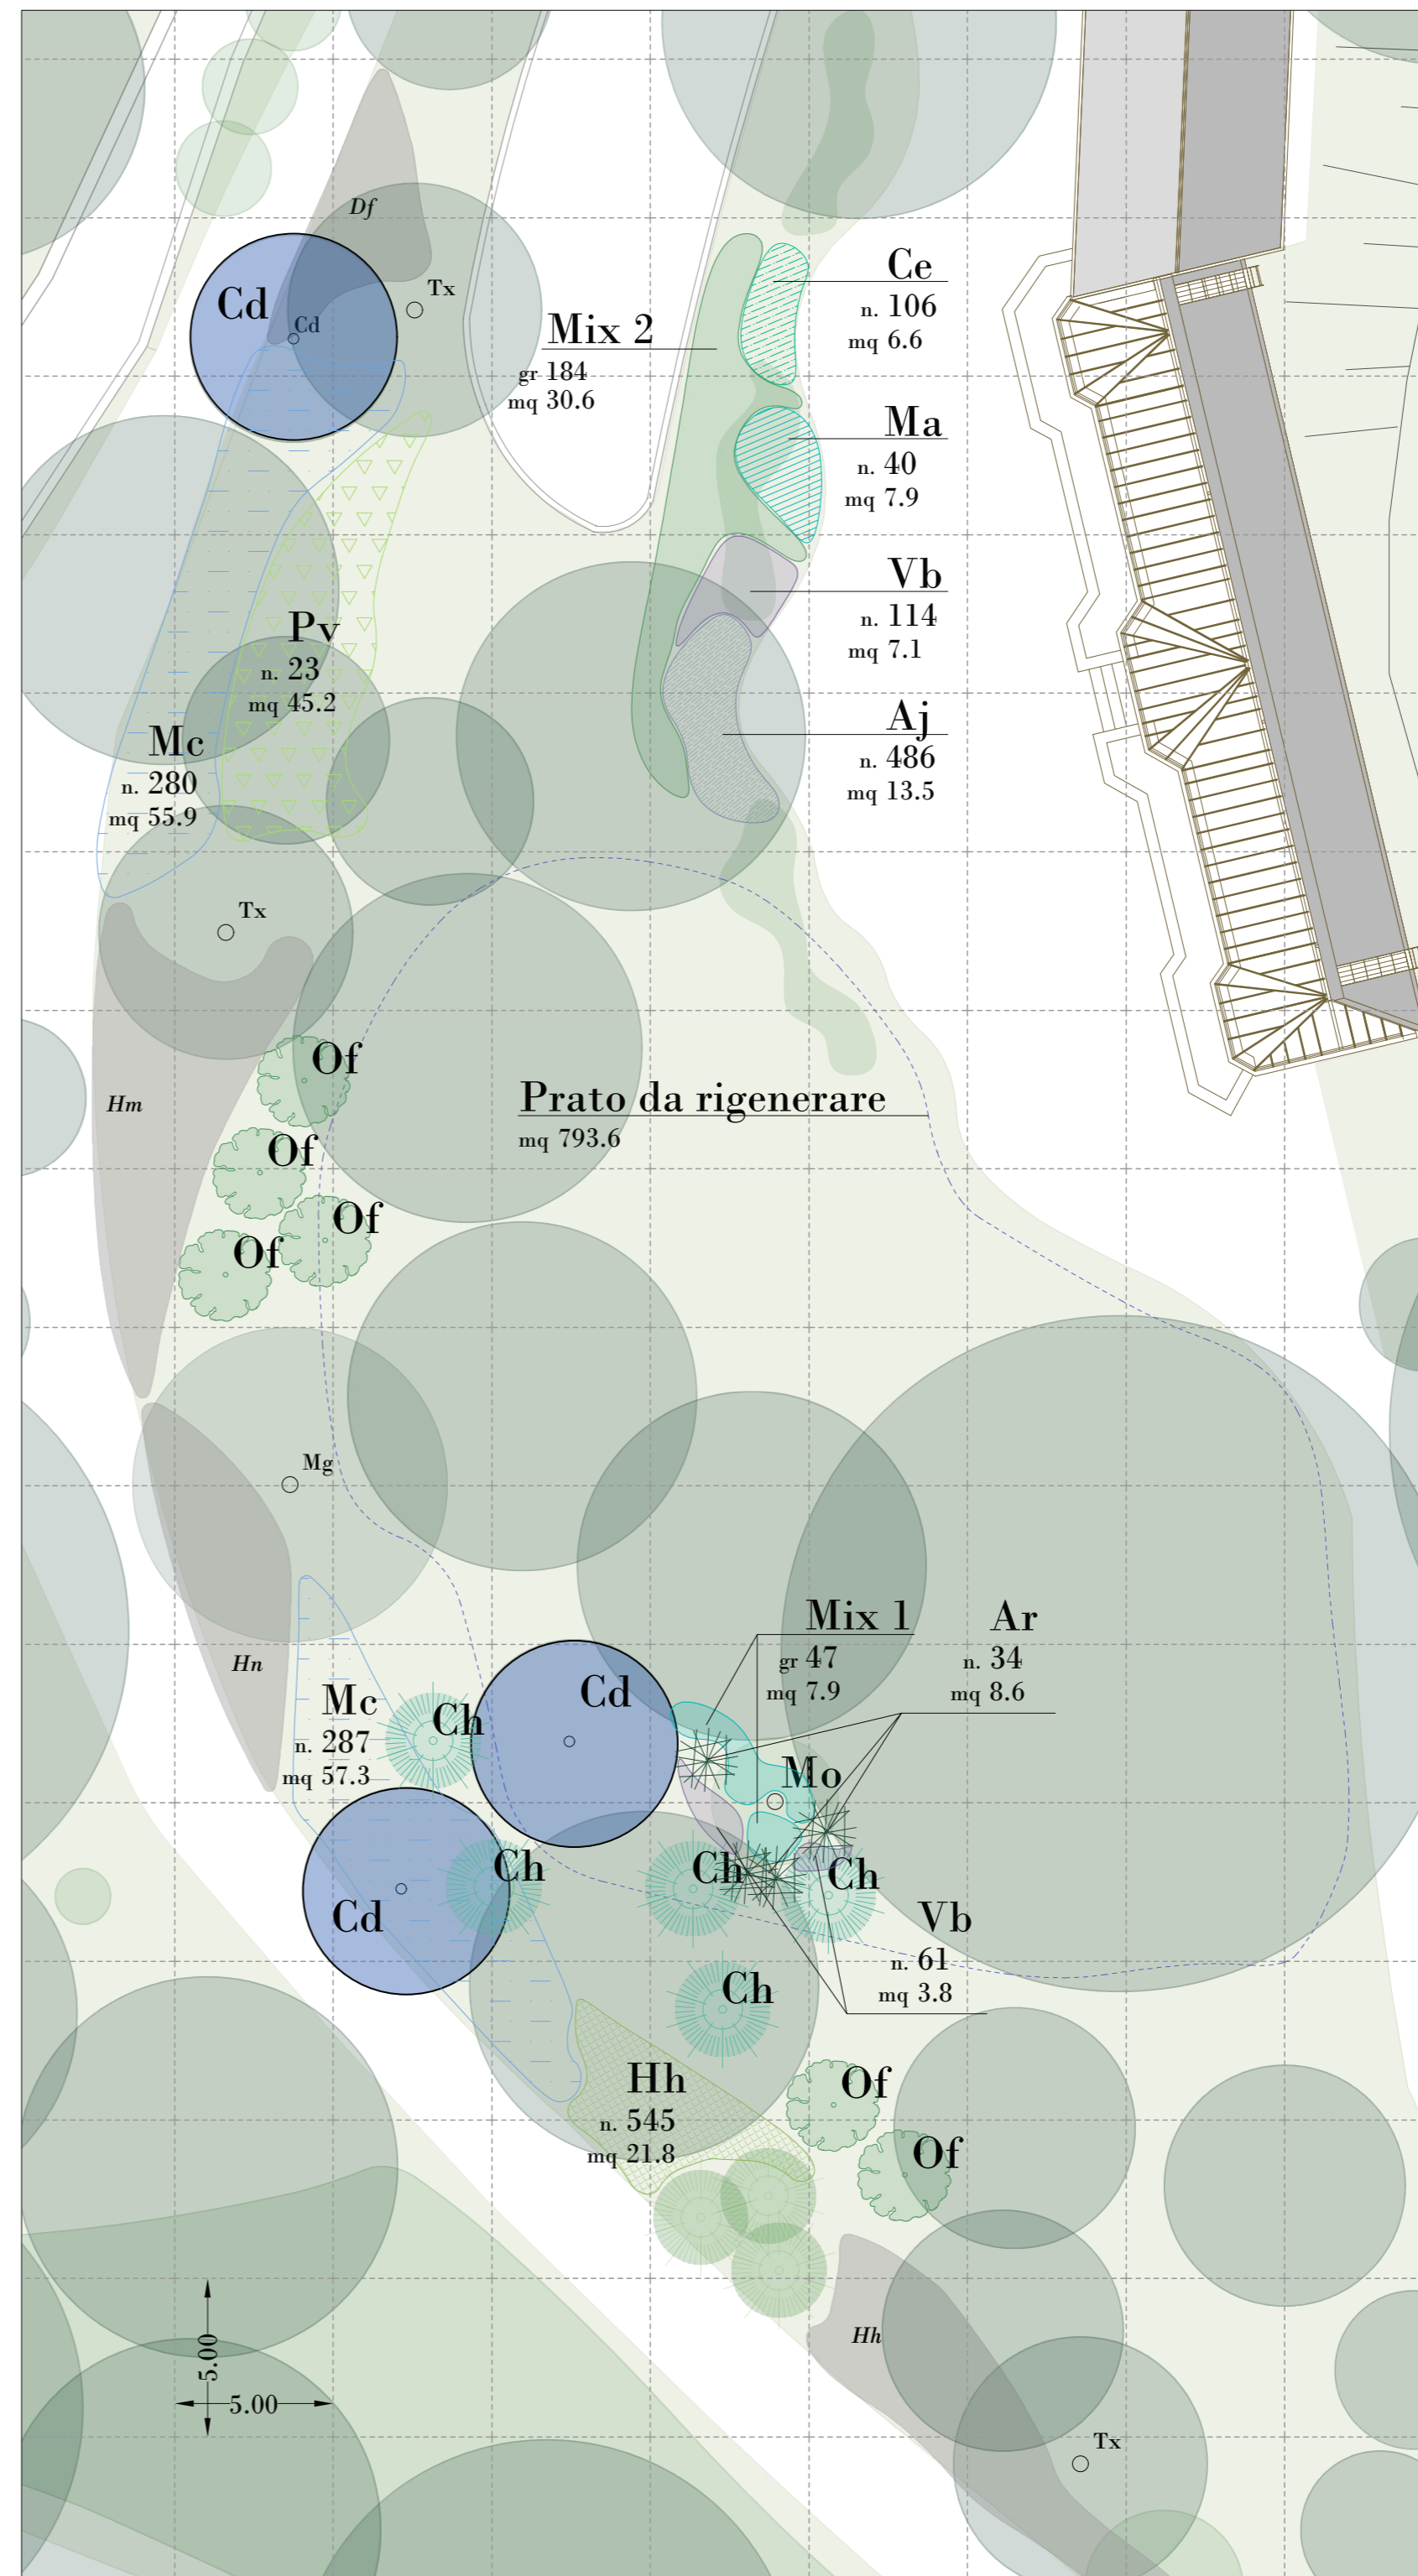 Df
Cd
Cd
Tx
Mix 2
gr 184
mq 30.6
Ce
n. 106
mq 6.6
Ma
n. 40
mq 7.9
Vb
n. 114
mq 7.1
Aj
n. 486
mq 13.5
Pv
n. 23
mq 45.2
Mc
n. 280
mq 55.9
Tx
Of
Hm
Of
Of
Of
Prato da rigenerare
mq 793.6
Mg
Hn
Mix 1
gr 47
mq 7.9
Ar
n. 34
mq 8.6
Mc
n. 287
mq 57.3
Ch
Cd
Mo
Cd
Ch
Ch
Ch
Vb
n. 61
mq 3.8
Ch
Hh
n. 545
mq 21.8
Of
Of
Hh
5.00
5.00
Tx